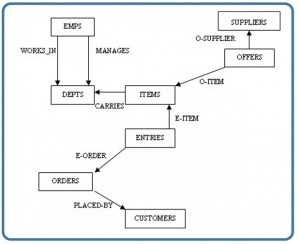 SUPPLIERS
EMPS
O-SUPPLIER
WORKS_IN
MANAGES
OFFERS
O-ITEM
DEPTS
ITEMS
CARRIES
E-ITEM
ENTRIES
E-ORDER
ORDERS
PLACED-BY
CUSTOMERS